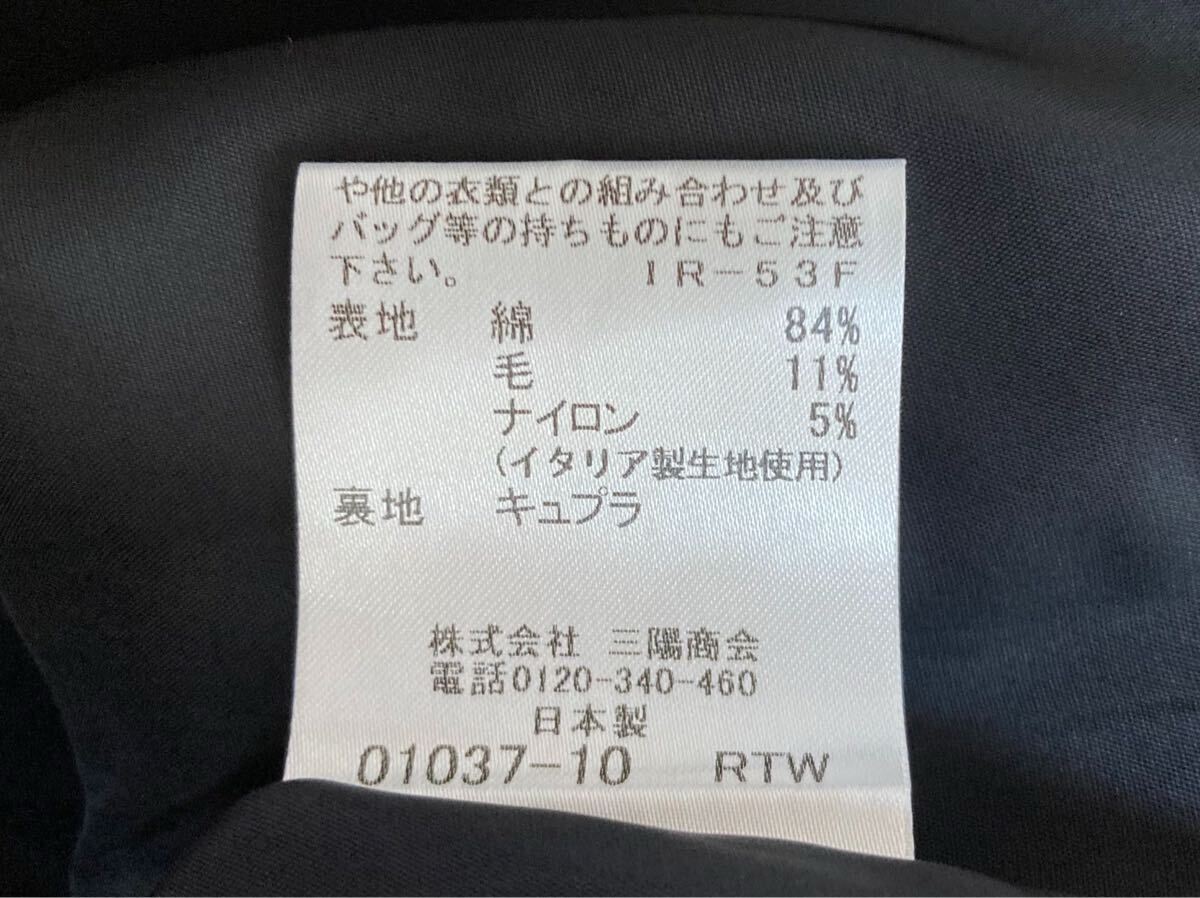 や他の衣類との組み合わせ及び
バッグ等の持ちものにもご注意
下さい。 IR-53F
表地 綿 84%
毛 11%
ナイロン 5%
(イタリア製生地使用)
裏地 キュプラ
株式会社 三陽商会
電話0120-340-460
日本製
01037-10 RTW